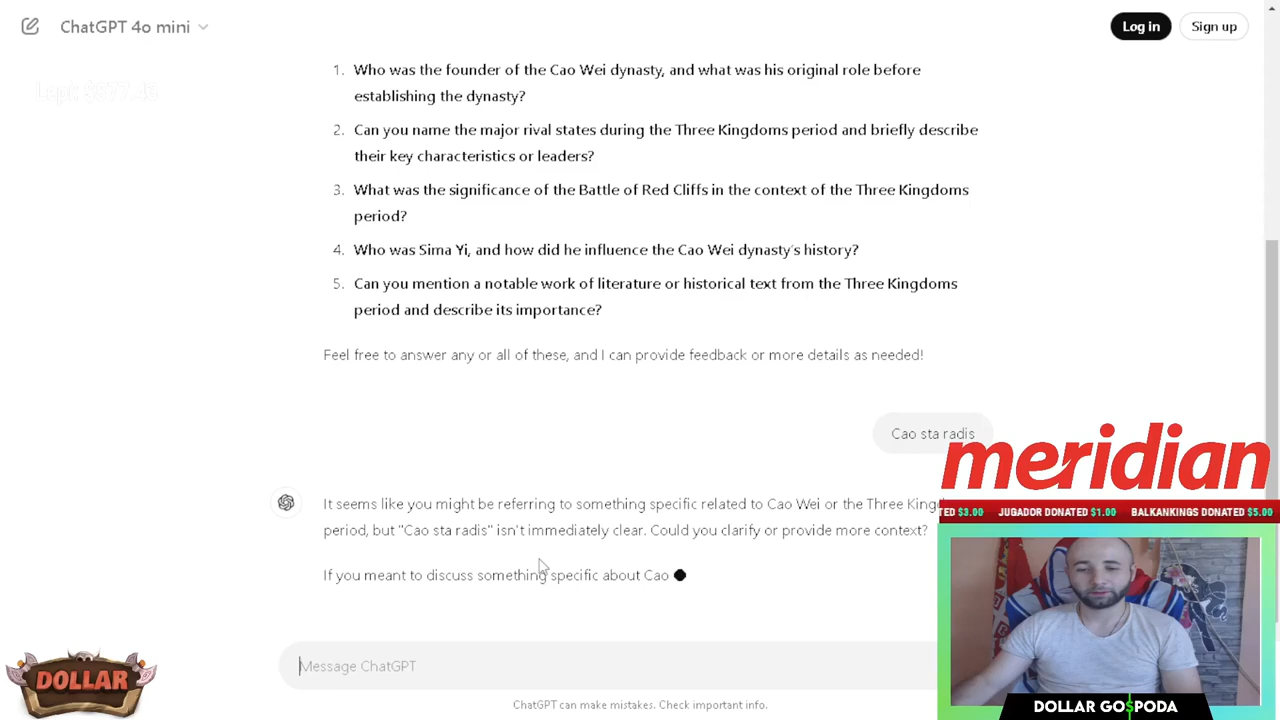 ChatGPT 4o mini
Log in
Sign up
1. Who was the founder of the Cao Wei dynasty, and what was his original role before
establishing the dynasty?
2. Can you name the major rival states during the Three Kingdoms period and briefly describe
their key characteristics or leaders?
3. What was the significance of the Battle of Red Cliffs in the context of the Three Kingdoms
period?
4. Who was Sima Yi, and how did he influence the Cao Wei dynasty's history?
5. Can you mention a notable work of literature or historical text from the Three Kingdoms
period and describe its importance?
Feel free to answer any or all of these, and I can provide feedback or more details as needed!
Cao sta radis
meridian
It seems like you might be referring to something specific related to Cao Wei or the Three King
TED $3.00 JUGADOR DONATED $1.00 BALKANKINGS DONATED $5.00
period, but "Cao sta radis" isn't immediately clear. Could you clarify or provide more context?
If you meant to discuss something specific about Cao
Message ChatGPT
DOLLAR
ChatGPT can make mistakes. Check important info.
DOLLAR GO$PODA